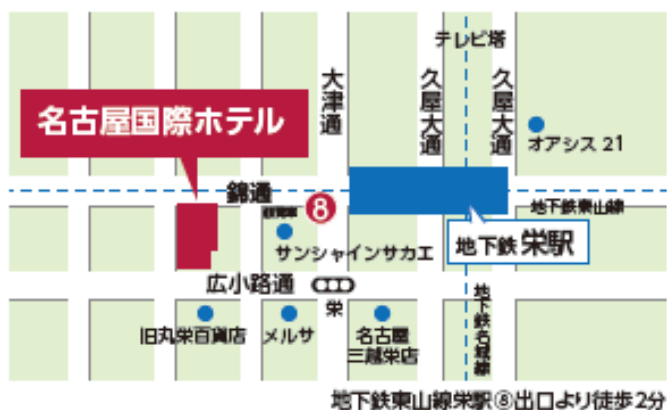 テレビ塔
大津通
久屋大通
久屋大通
オアシス 21
名古屋国際ホテル
錦通
8
地下鉄東山線
地下鉄 栄駅
サンシャインサカエ
広小路通
栄
旧丸栄百貨店
メルサ
名古屋
三越栄店
地下鉄名城線
地下鉄東山線栄駅⑧出口より徒歩2分